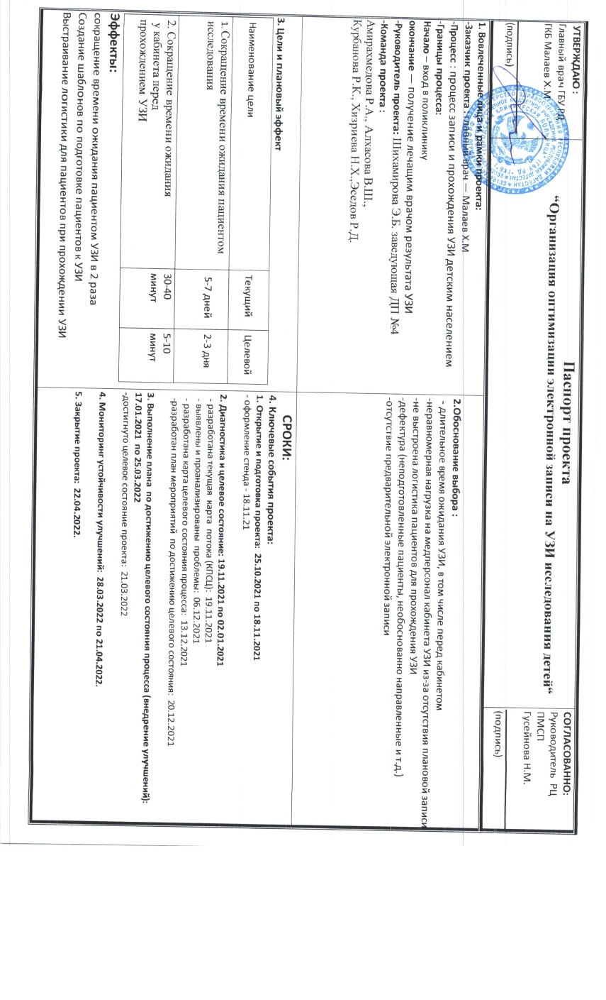 УТВЕРЖДАЮ :
Главный врач ГБУ РД
ГКБ Малаев Х.М
(подпись)
Паспорт проекта
“Организация оптимизации электронной записи на УЗИ исследования детей“
СОГЛАСОВАННО:
Руководитель РЦ
ПМСП
Гусейнова Н.М.
(подпись)
1. Вовлеченные лица и рамки проекта:
-Заказчик проекта : главный врач — Малаев Х.М
-Процесс : процесс записи и прохождения УЗИ детским населением
-Границы процесса:
Начало – вход в поликлинику
окончание — получение лечащим врачом результата УЗИ
-Руководитель проекта: Шихамирова Э.Б. заведующая ДП №4
-Команда проекта :
Амирахмедова Р.А., Алхасова В.Ш.,
Курбанова Р.К., Хизриева Н.Х.,Эседов Р.Д.
2.Обоснование выбора :
- длительное время ожидания УЗИ, в том числе перед кабинетом
-неравномерная нагрузка на медперсонал кабинета УЗИ из-за отсутствия плановой записи
-не выстроена логистика пациентов для прохождения УЗИ
-дефектура (неподготовленные пациенты, необоснованно направленные и т.д.)
-отсутствие предварительной электронной записи
3. Цели и плановый эффект
Наименование цели
Текущий
Целевой
1. Сокращение времени ожидания пациентом
исследования
5-7 дней
2-3 дня
2. Сокращение времени ожидания
у кабинета перед
прохождением УЗИ
30-40
минут
5-10
минут
Эффекты:
сокращение времени ожидания пациентом УЗИ в 2 раза
Создание шаблонов по подготовке пациентов к УЗИ
Выстраивание логистики для пациентов при прохождении УЗИ
СРОКИ:
4. Ключевые события проекта:
1. Открытие и подготовка проекта: 25.10.2021 по 18.11.2021
- оформление стенда - 18.11.21
2. Диагностика и целевое состояние: 19.11.2021 по 02.01.2021
- разработана текущая карта потока (КПСЦ): 19.11.2021
- выявлены и проанализированы проблемы: 06.12.2021
- разработана карта целевого состояния процесса: 13.12.2021
-разработан план мероприятий по достижению целевого состояния: 20.12.2021
3. Выполнение плана по достижению целевого состояния процесса (внедрение улучшений):
17.01.2021 по 25.03.2022
-достигнуто целевое состояние проекта: 21.03.2022
4. Мониторинг устойчивости улучшений: 28.03.2022 по 21.04.2022.
5. Закрытие проекта: 22.04.2022.